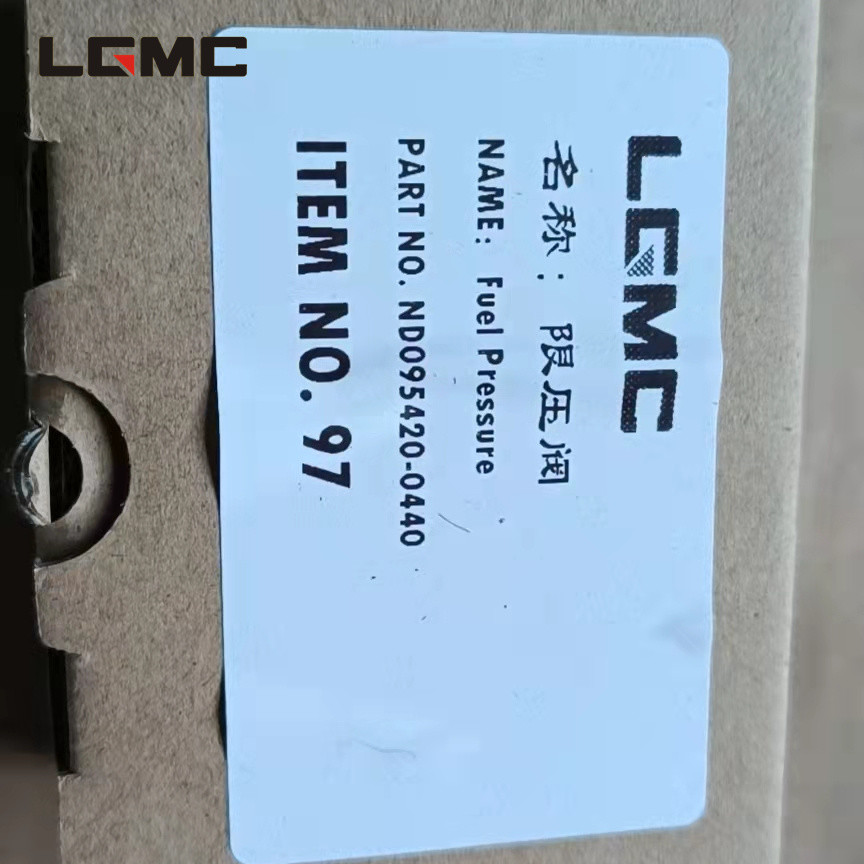 LGMC
LGMC
名称：限压阀
NAME: Fuel Pressure
PART NO. ND095420-0440
ITEM NO. 97